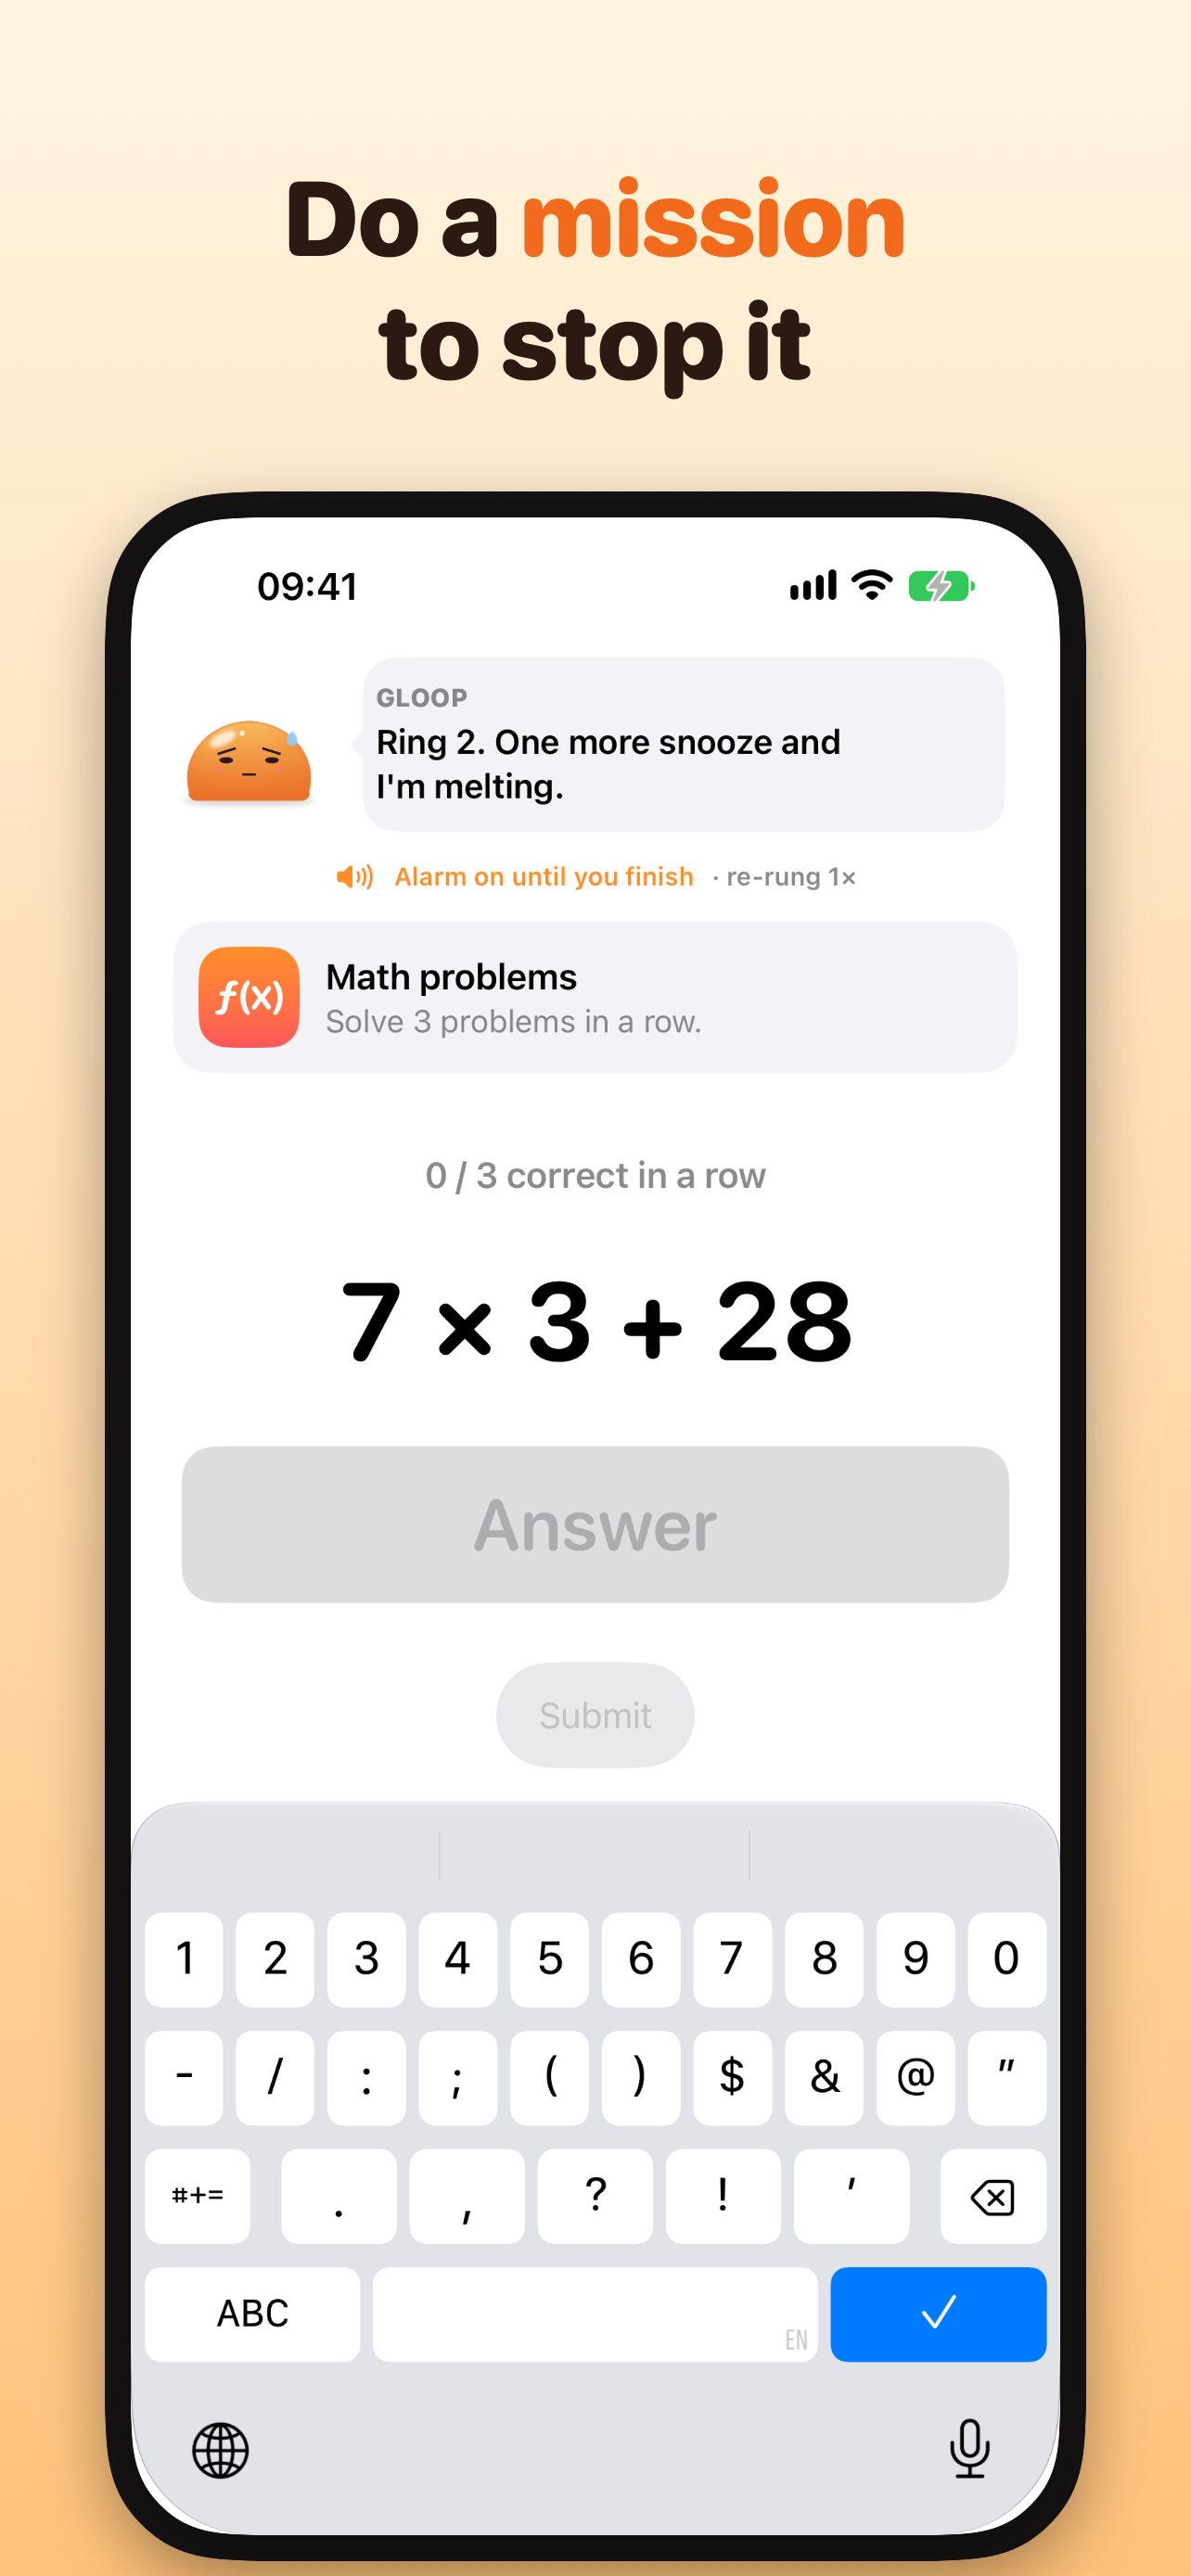 Do a mission
to stop it
09:41
GLOOP
Ring 2. One more snooze and
I'm melting.
Alarm on until you finish · re-rung 1×
ƒ(x)
Math problems
Solve 3 problems in a row.
0 / 3 correct in a row
7 × 3 + 28
Answer
Submit
1 2 3 4 5 6 7 8 9 0
- / : ; ( ) $ & @ "
#+= . , ? ! '
ABC EN